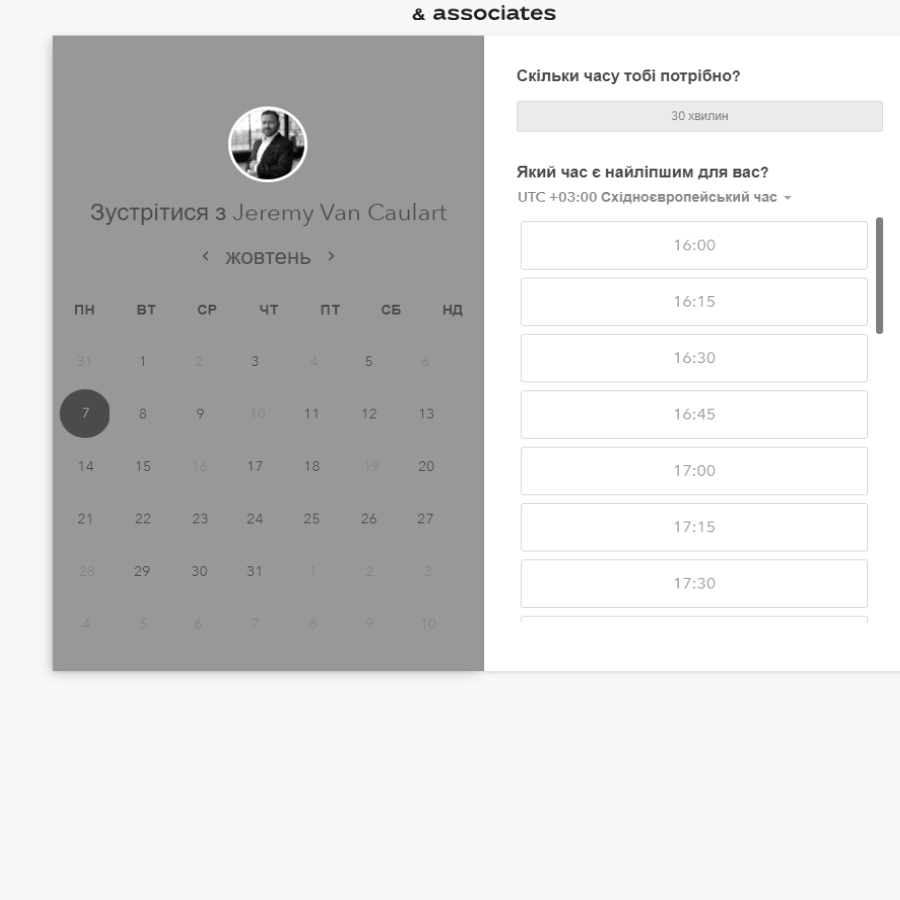 & associates
Зустрітися з Jeremy Van Caulart
жовтень
ПН ВТ СР ЧТ ПТ СБ НД
31 1 2 3 4 5 6
7 8 9 10 11 12 13
14 15 16 17 18 19 20
21 22 23 24 25 26 27
28 29 30 31 1 2 3
4 5 6 7 8 9 10
Скільки часу тобі потрібно?
30 хвилин
Який час є найліпшим для вас?
UTC +03:00 Східноєвропейський час
16:00
16:15
16:30
16:45
17:00
17:15
17:30